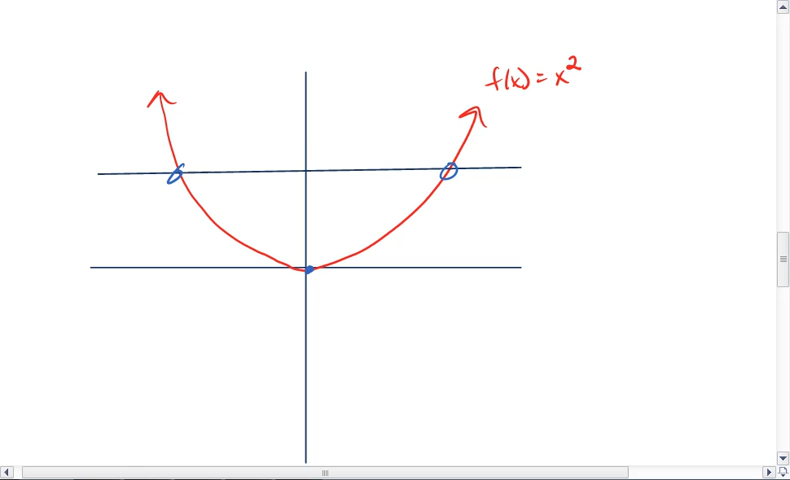 f(x) = x²